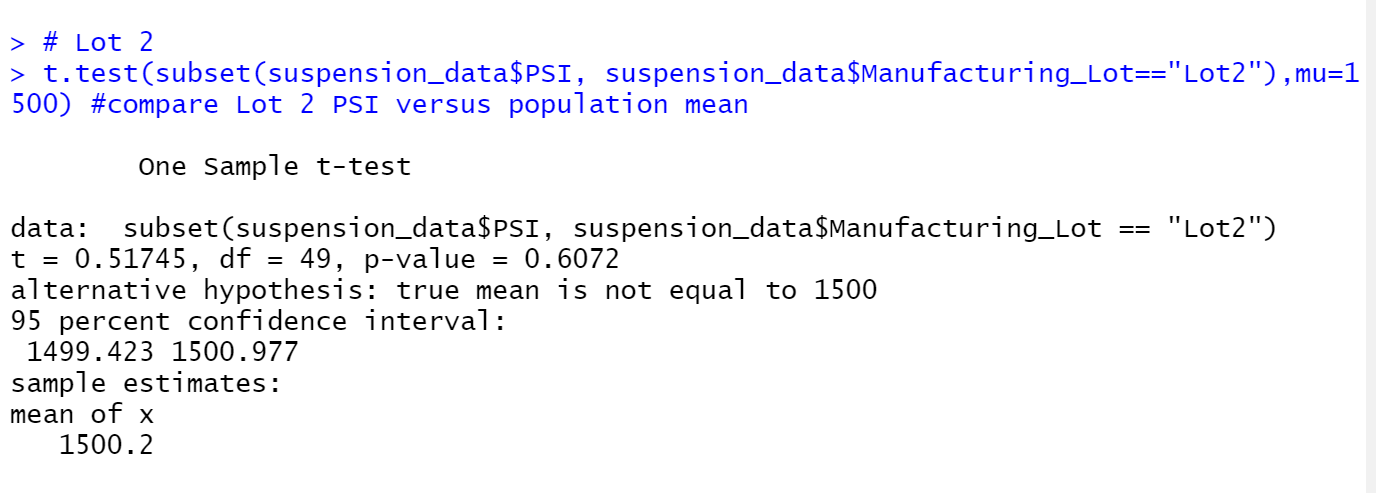 > # Lot 2
> t.test(subset(suspension_data$PSI, suspension_data$Manufacturing_Lot=="Lot2"),mu=1
500) #compare Lot 2 PSI versus population mean
One Sample t-test
data:  subset(suspension_data$PSI, suspension_data$Manufacturing_Lot == "Lot2")
t = 0.51745, df = 49, p-value = 0.6072
alternative hypothesis: true mean is not equal to 1500
95 percent confidence interval:
1499.423 1500.977
sample estimates:
mean of x
1500.2